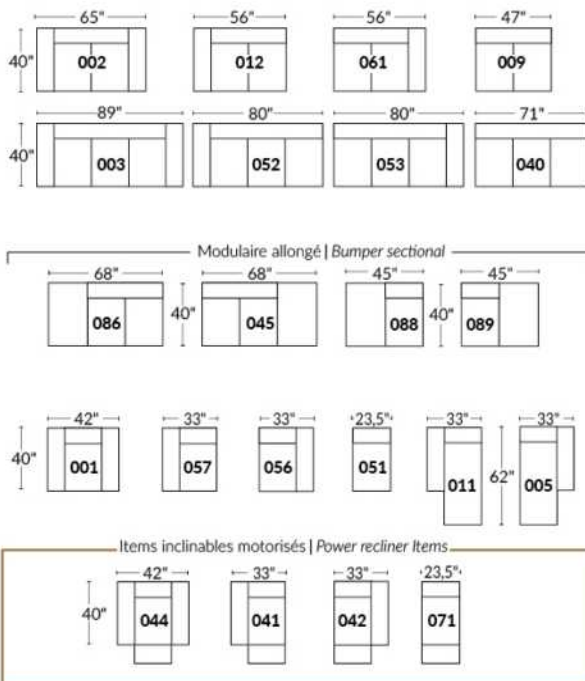 65" 56" 56" 47"
40" 002 012 061 009
89" 80" 80" 71"
40" 003 052 053 040
Modulaire allongé | Bumper sectional
68" 68" 45" 45"
086 40" 045 088 40" 089
42" 33" 33" 23,5" 33" 33"
40" 001 057 056 051 011 62" 005
Items inclinables motorisés | Power recliner Items
42" 33" 33" 23,5"
40" 044 041 042 071